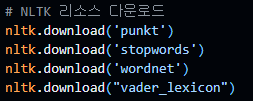 # NLTK 리소스 다운로드
nltk.download('punkt')
nltk.download('stopwords')
nltk.download('wordnet')
nltk.download("vader_lexicon")